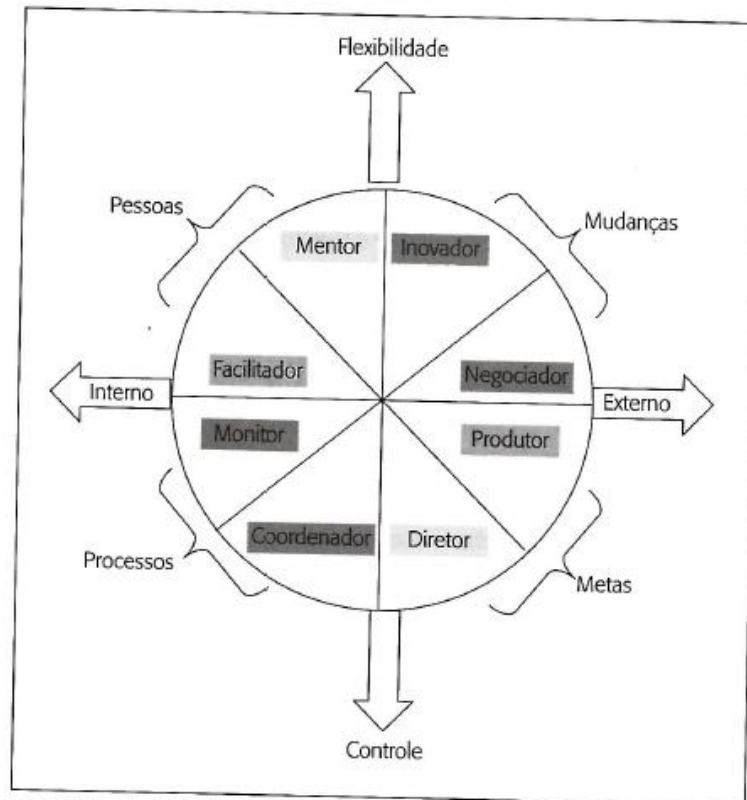 Flexibilidade
Pessoas
Mudanças
Mentor
Inovador
Facilitador
Negociador
Interno
Externo
Monitor
Produtor
Coordenador
Diretor
Processos
Metas
Controle